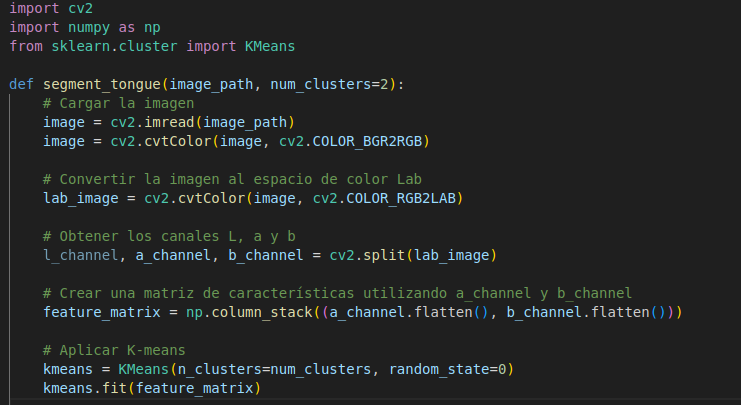 import cv2
import numpy as np
from sklearn.cluster import KMeans
def segment_tongue(image_path, num_clusters=2):
# Cargar la imagen
image = cv2.imread(image_path)
image = cv2.cvtColor(image, cv2.COLOR_BGR2RGB)
# Convertir la imagen al espacio de color Lab
lab_image = cv2.cvtColor(image, cv2.COLOR_RGB2LAB)
# Obtener los canales L, a y b
l_channel, a_channel, b_channel = cv2.split(lab_image)
# Crear una matriz de características utilizando a_channel y b_channel
feature_matrix = np.column_stack((a_channel.flatten(), b_channel.flatten()))
# Aplicar K-means
kmeans = KMeans(n_clusters=num_clusters, random_state=0)
kmeans.fit(feature_matrix)